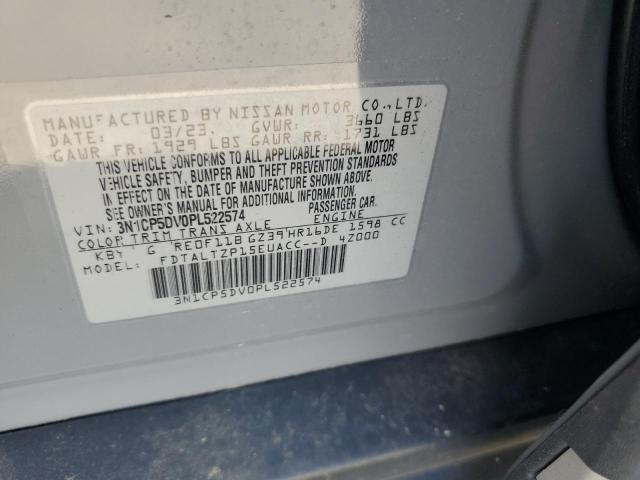 MANUFACTURED BY NISSAN MOTOR CO.,LTD.
DATE: 03/23. GVWR: 3660 LBS
GAWR FR: 1929 LBS GAWR RR: 1731 LBS
THIS VEHICLE CONFORMS TO ALL APPLICABLE FEDERAL MOTOR
VEHICLE SAFETY, BUMPER AND THEFT PREVENTION STANDARDS
IN EFFECT ON THE DATE OF MANUFACTURE SHOWN ABOVE.
SEE OWNER MANUAL FOR ADDITIONAL INFORMATION
VIN: 3N1CP5DV0PL522574 PASSENGER CAR.
COLOR TRIM TRANS AXLE ENGINE
KBY G RE0F11B GZ39 HR16DE 1598 CC
MODEL: FDTALTZP15EUACC--D 4Z000
3N1CP5DV0PL522574